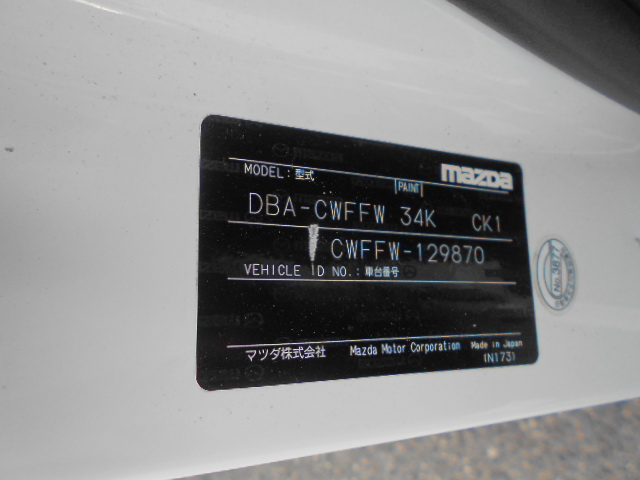 mazda
MODEL: 型式
PAINT
DBA-CWFFW 34K CK1
CWFFW-129870
VEHICLE ID NO.: 車台番号
マツダ株式会社 Mazda Motor Corporation Made in Japan
(N173)